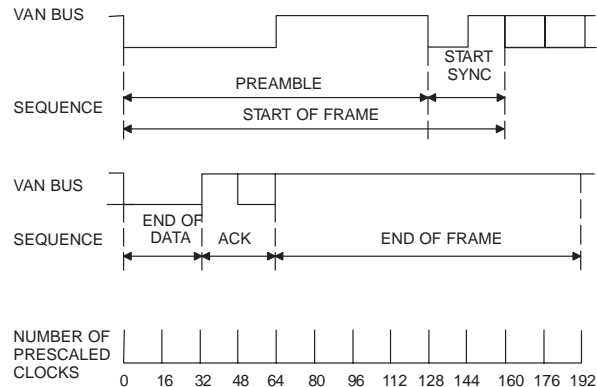 VAN BUS
START
SYNC
PREAMBLE
SEQUENCE
START OF FRAME
VAN BUS
END OF
DATA
ACK
END OF FRAME
SEQUENCE
NUMBER OF
PRESCALED
CLOCKS
0 16 32 48 64 80 96 112 128 144 160 176 192